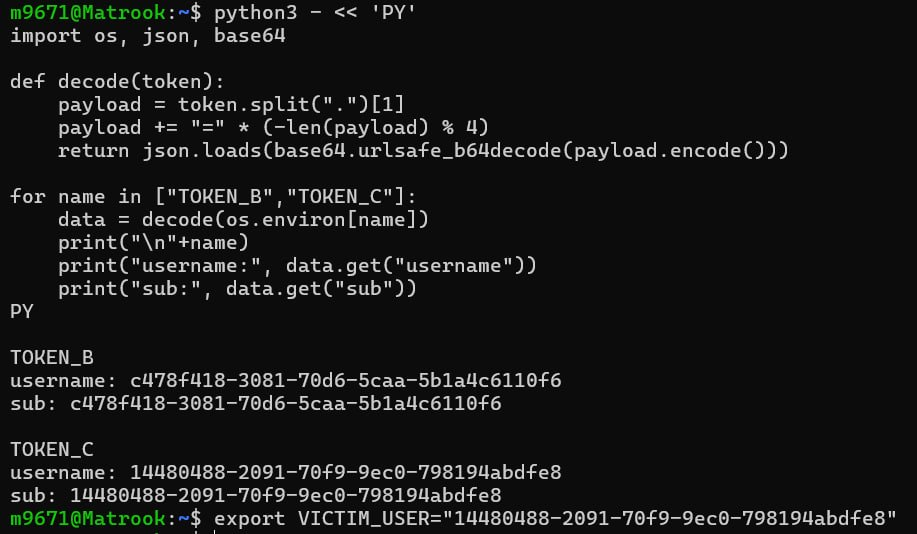 m9671@Matrook:~$ python3 - << 'PY'
import os, json, base64

def decode(token):
    payload = token.split(".")[1]
    payload += "=" * (-len(payload) % 4)
    return json.loads(base64.urlsafe_b64decode(payload.encode()))

for name in ["TOKEN_B","TOKEN_C"]:
    data = decode(os.environ[name])
    print("\n"+name)
    print("username:", data.get("username"))
    print("sub:", data.get("sub"))
PY

TOKEN_B
username: c478f418-3081-70d6-5caa-5b1a4c6110f6
sub: c478f418-3081-70d6-5caa-5b1a4c6110f6

TOKEN_C
username: 14480488-2091-70f9-9ec0-798194abdfe8
sub: 14480488-2091-70f9-9ec0-798194abdfe8
m9671@Matrook:~$ export VICTIM_USER="14480488-2091-70f9-9ec0-798194abdfe8"